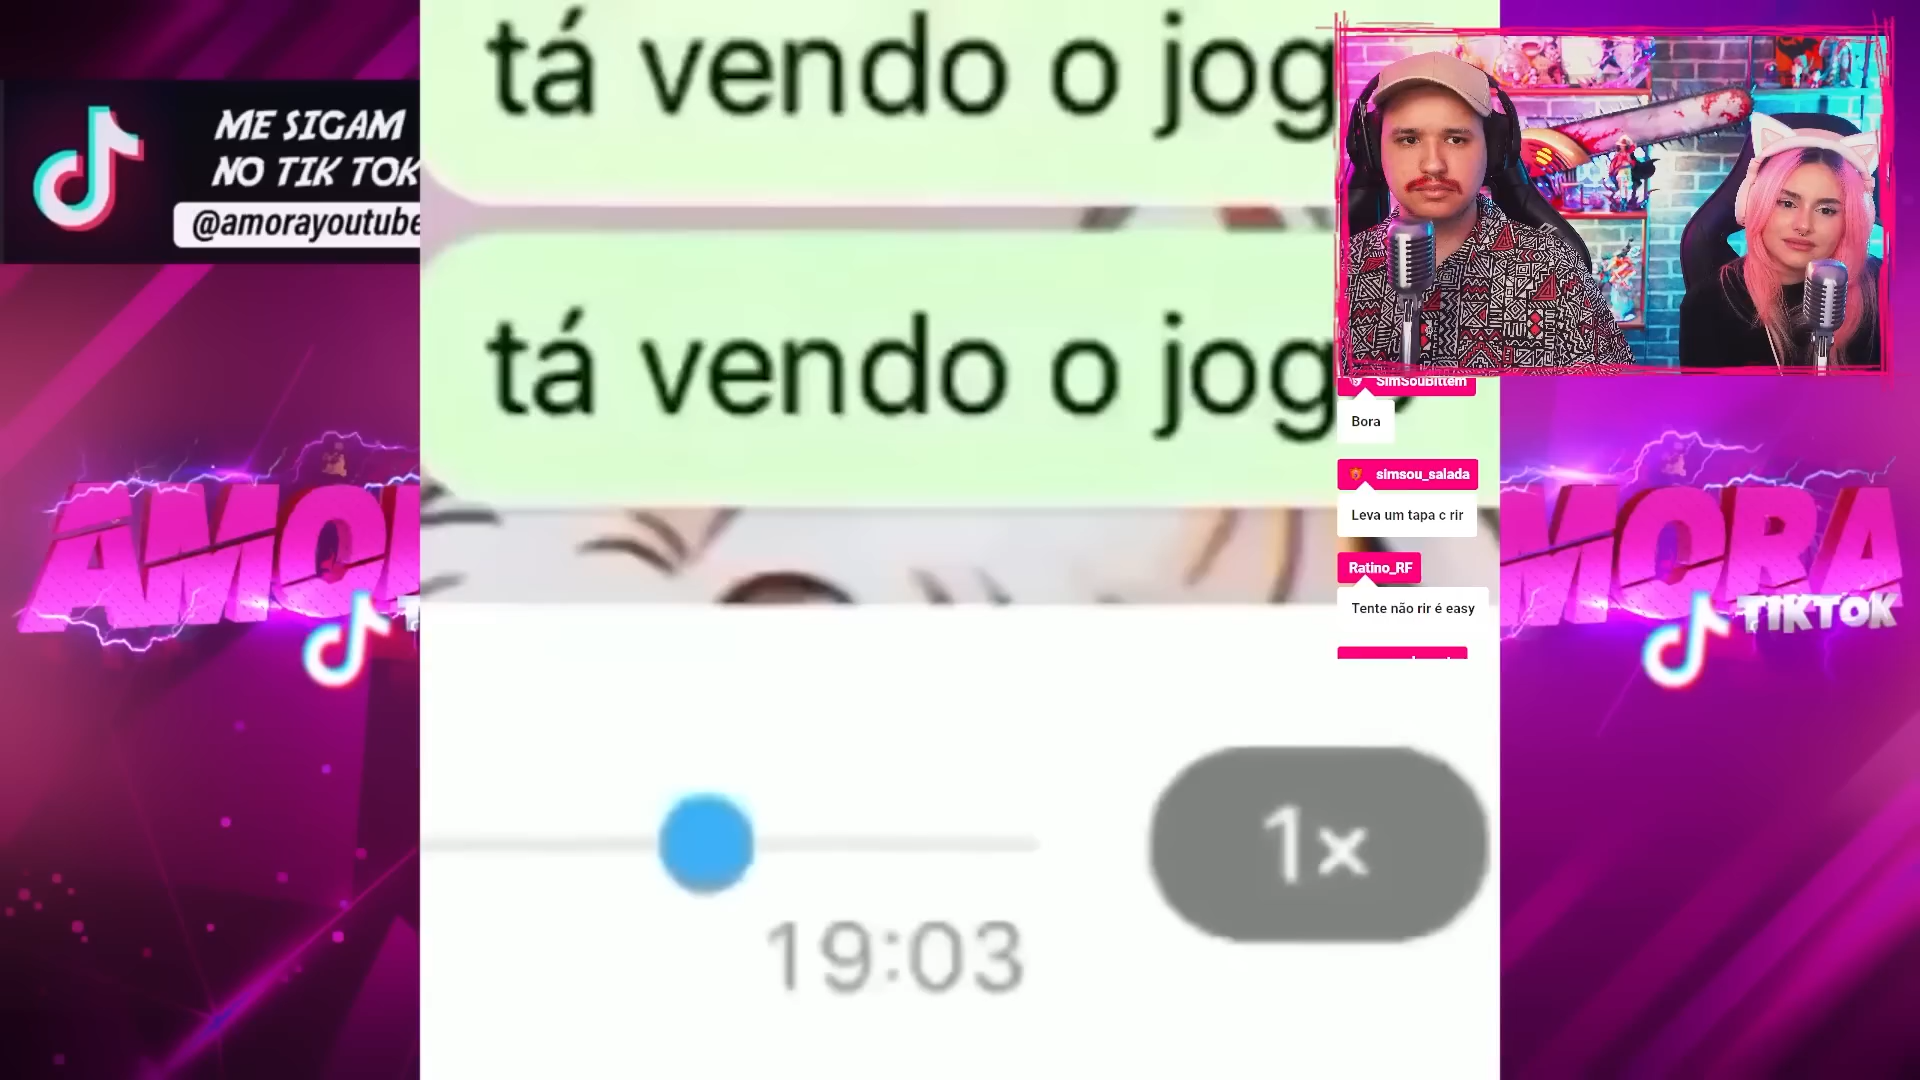 ME SIGAM
NO TIK TOK
@amorayoutube
tá vendo o jog
tá vendo o jog
SimSouBittem
Bora
simsou_salada
Leva um tapa c rir
Ratino_RF
Tente não rir é easy
AMO
MORA
TIKTOK
1x
19:03